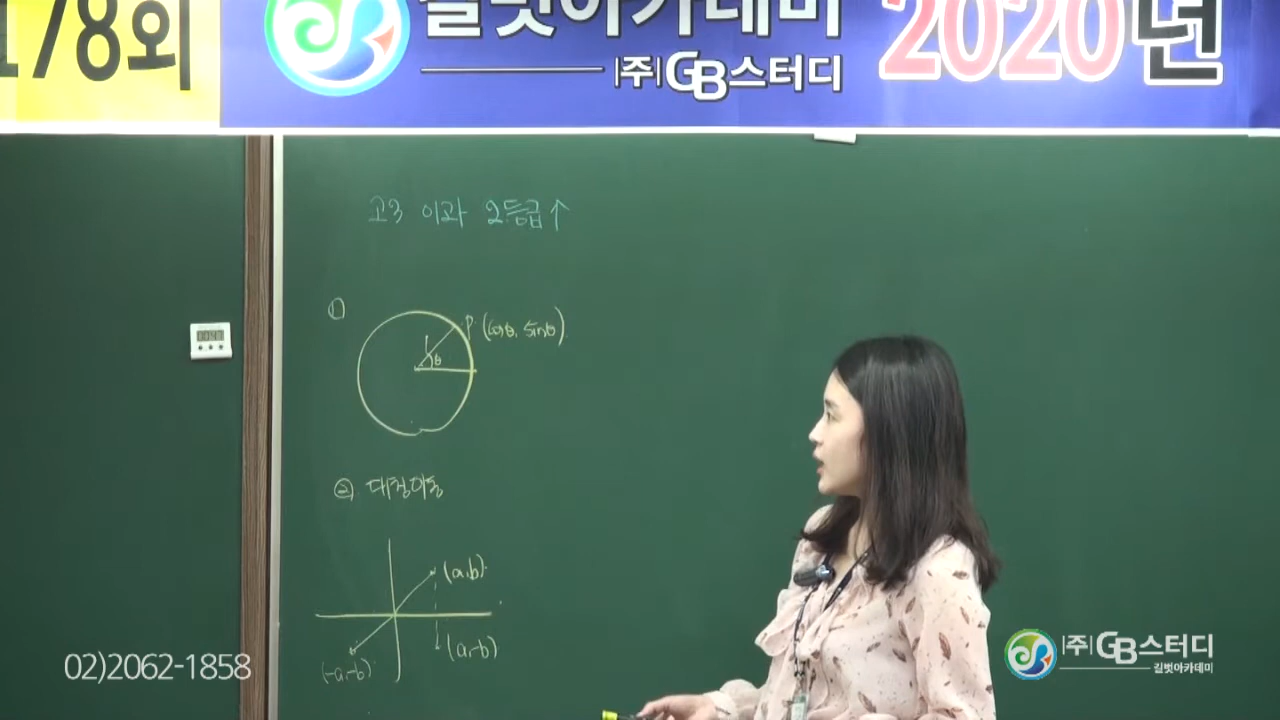 178회
길벗아카데미
2020년
(주)GB스터디
고3 이과 2등급↑
①
P (cosθ, sinθ)
1
θ
② 대칭이동
(a,b)
(a,-b)
(-a,-b)
02)2062-1858
(주)GB스터디
길벗아카데미